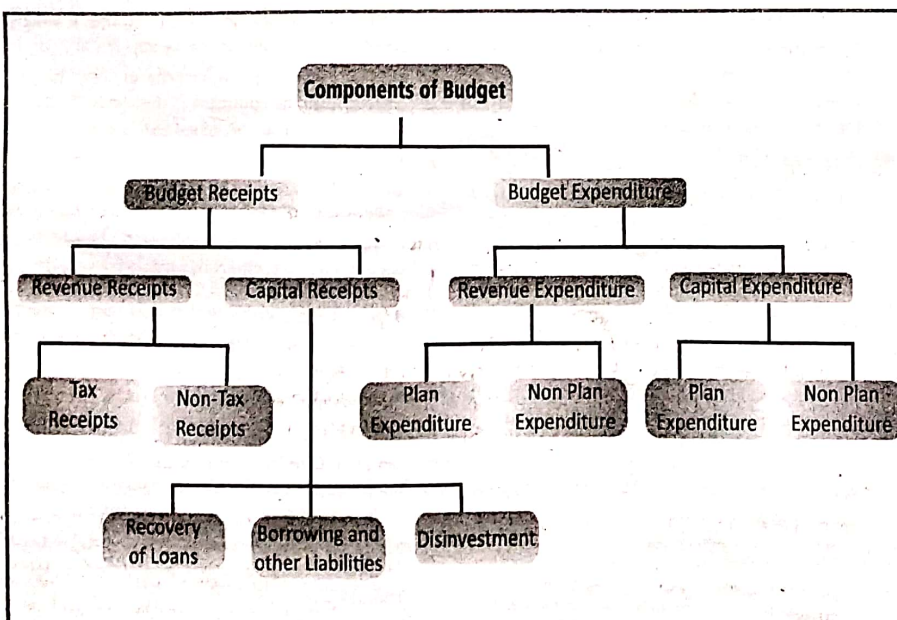 Components of Budget
Budget Receipts
Budget Expenditure
Revenue Receipts
Capital Receipts
Revenue Expenditure
Capital Expenditure
Tax
Receipts
Non-Tax
Receipts
Plan
Expenditure
Non Plan
Expenditure
Plan
Expenditure
Non Plan
Expenditure
Recovery
of Loans
Borrowing and
other Liabilities
Disinvestment